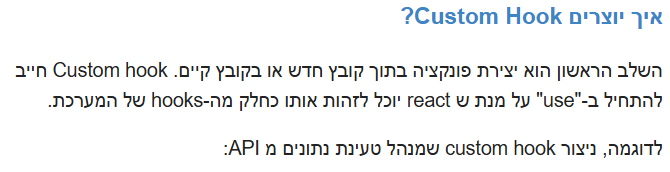 איך יוצרים Custom Hook?
השלב הראשון הוא יצירת פונקציה בתוך קובץ חדש או בקובץ קיים. Custom hook חייב
להתחיל ב-"use" על מנת ש react יוכל לזהות אותו כחלק מה-hooks של המערכת.
לדוגמה, ניצור custom hook שמנהל טעינת נתונים מ API: